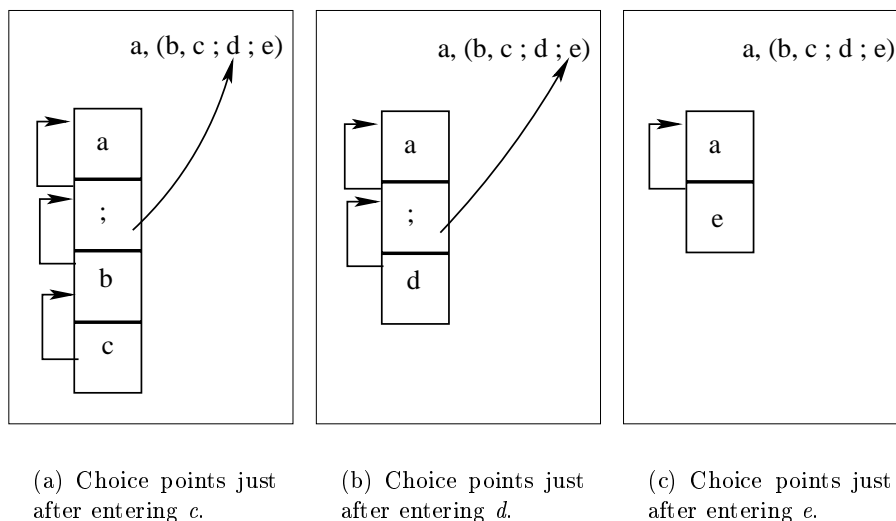 a, (b, c ; d ; e)
a
;
b
c
(a) Choice points just
after entering c.
a, (b, c ; d ; e)
a
;
d
(b) Choice points just
after entering d.
a, (b, c ; d ; e)
a
e
(c) Choice points just
after entering e.